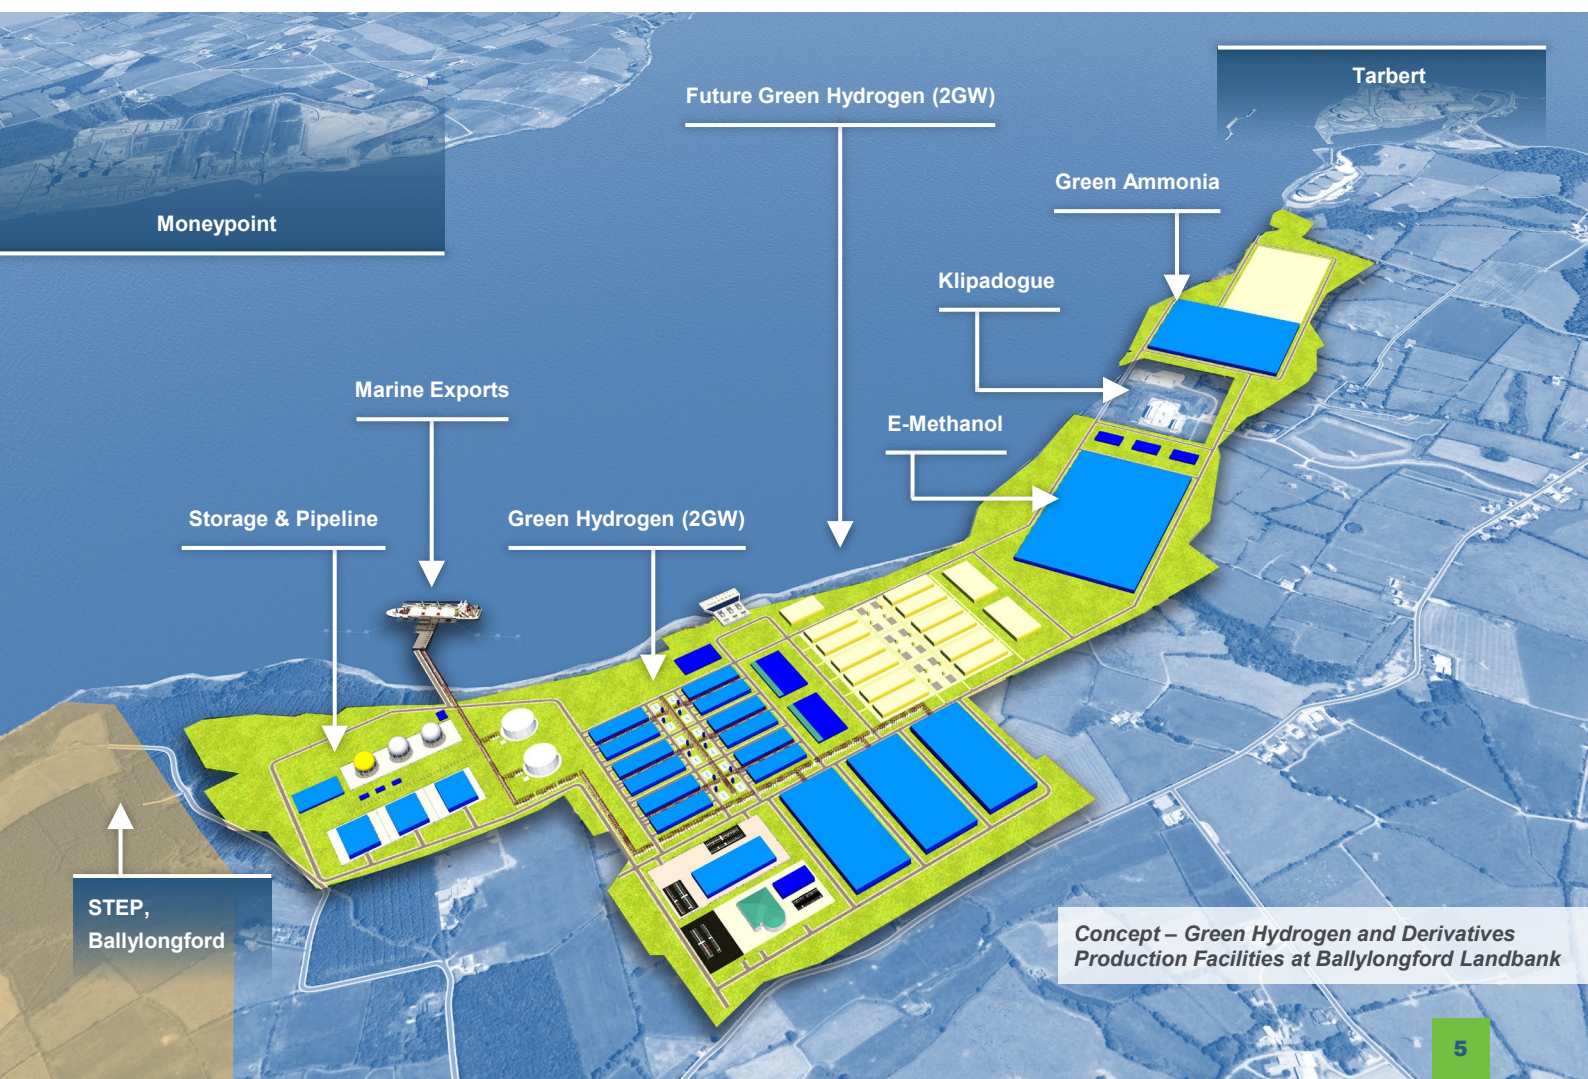 Tarbert
Future Green Hydrogen (2GW)
Green Ammonia
Moneypoint
Klipadogue
Marine Exports
E-Methanol
Storage & Pipeline
Green Hydrogen (2GW)
STEP,
Ballylongford
Concept – Green Hydrogen and Derivatives
Production Facilities at Ballylongford Landbank
5